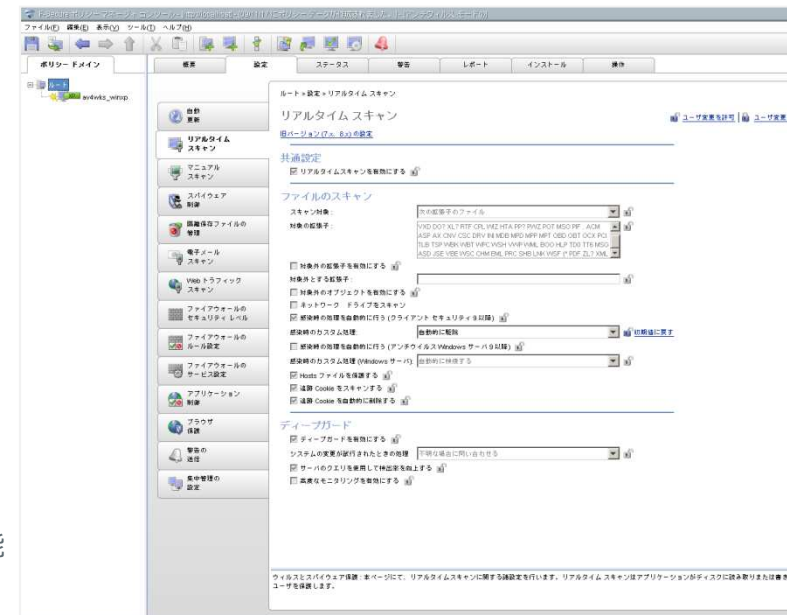 ファイル(F) 編集(E) 表示(V) ツール(T) ヘルプ(H)
ポリシー ドメイン
概要 設定 ステータス 警告 レポート インストール 操作
ルート
av4wks_winxp
自動
更新
リアルタイム
スキャン
マニュアル
スキャン
スパイウェア
制御
隔離保存ファイルの
管理
電子メール
スキャン
Web トラフィック
スキャン
ファイアウォールの
セキュリティ レベル
ファイアウォールの
ルール設定
ファイアウォールの
サービス設定
アプリケーション
制御
ブラウザ
保護
警告の
送信
集中管理の
設定
ルート » 設定 » リアルタイム スキャン
リアルタイム スキャン
ユーザ変更を許可 | ユーザ変更
旧バージョン (7.x, 8.x) の設定
共通設定
リアルタイムスキャンを有効にする
ファイルのスキャン
スキャン対象:
次の拡張子のファイル
対象の拡張子:
対象外の拡張子を有効にする
対象外とする拡張子:
対象外のオブジェクトを有効にする
ネットワーク ドライブをスキャン
感染時の処理を自動的に行う (クライアント セキュリティ 9 以降)
感染時のカスタム処理:
自動的に駆除
初期値に戻す
感染時の処理を自動的に行う (アンチウイルス Windows サーバ 9 以降)
感染時のカスタム処理 (Windows サーバ):
自動的に検疫する
Hosts ファイルを保護する
追跡 Cookie をスキャンする
追跡 Cookie を自動的に削除する
ディープガード
ディープガードを有効にする
システムの変更が試行されたときの処理
不明な場合に問い合わせる
サーバのクエリを使用して検出率を向上する
高度なモニタリングを有効にする
ウィルスとスパイウェア保護: 本ページにて、リアルタイムスキャンに関する諸設定を行います。リアルタイム スキャンはアプリケーションがディスクに読み取りまたは書き
ユーザを保護します。